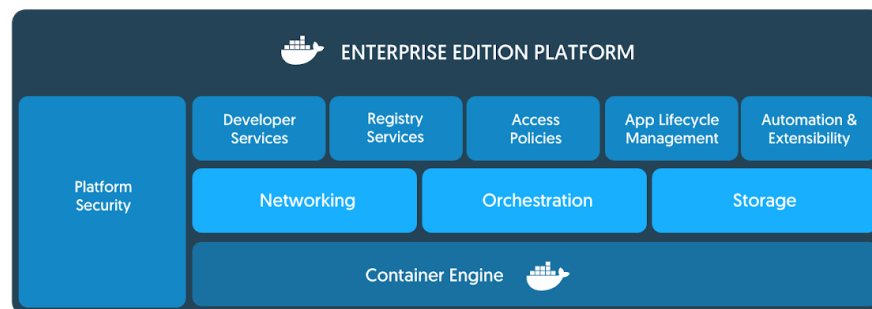 ENTERPRISE EDITION PLATFORM
Platform
Security
Developer
Services
Registry
Services
Access
Policies
App Lifecycle
Management
Automation &
Extensibility
Networking
Orchestration
Storage
Container Engine